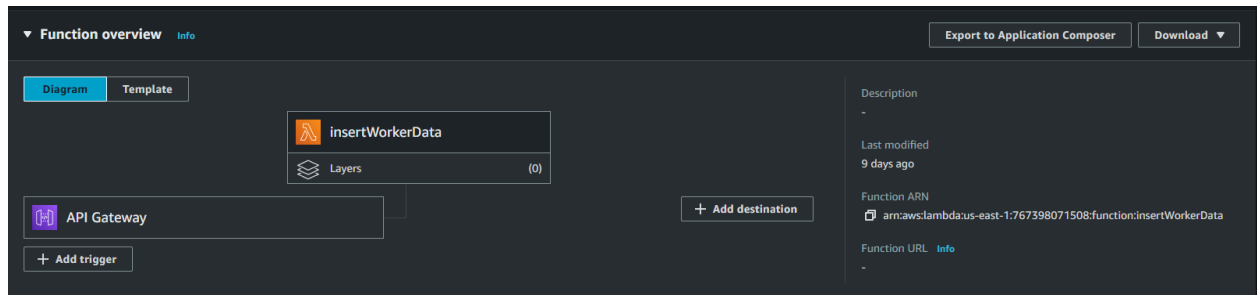 Function overview Info
Export to Application Composer
Download
Diagram
Template
insertWorkerData
Layers (0)
API Gateway
+ Add trigger
+ Add destination
Description
-
Last modified
9 days ago
Function ARN
arn:aws:lambda:us-east-1:767398071508:function:insertWorkerData
Function URL Info
-